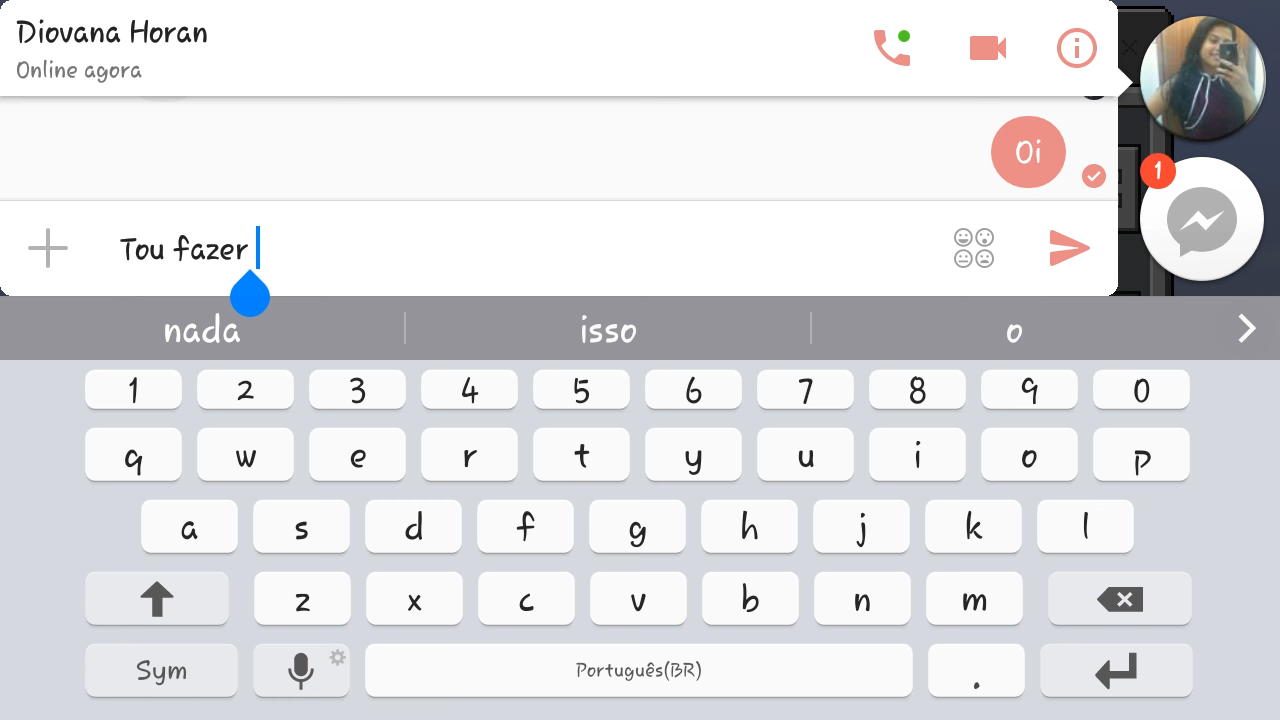 Diovana Horan
Online agora
Oi
1
Tou fazer
nada isso o
1 2 3 4 5 6 7 8 9 0
q w e r t y u i o p
a s d f g h j k l
z x c v b n m
Sym Português(BR) .